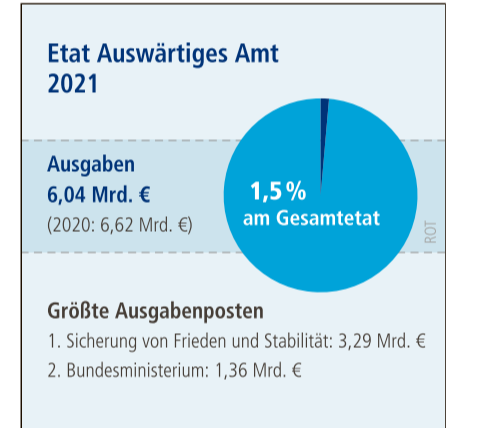 Etat Auswärtiges Amt
2021
Ausgaben
6,04 Mrd. €
(2020: 6,62 Mrd. €)
1,5 %
am Gesamtetat
ROT
Größte Ausgabenposten
1. Sicherung von Frieden und Stabilität: 3,29 Mrd. €
2. Bundesministerium: 1,36 Mrd. €